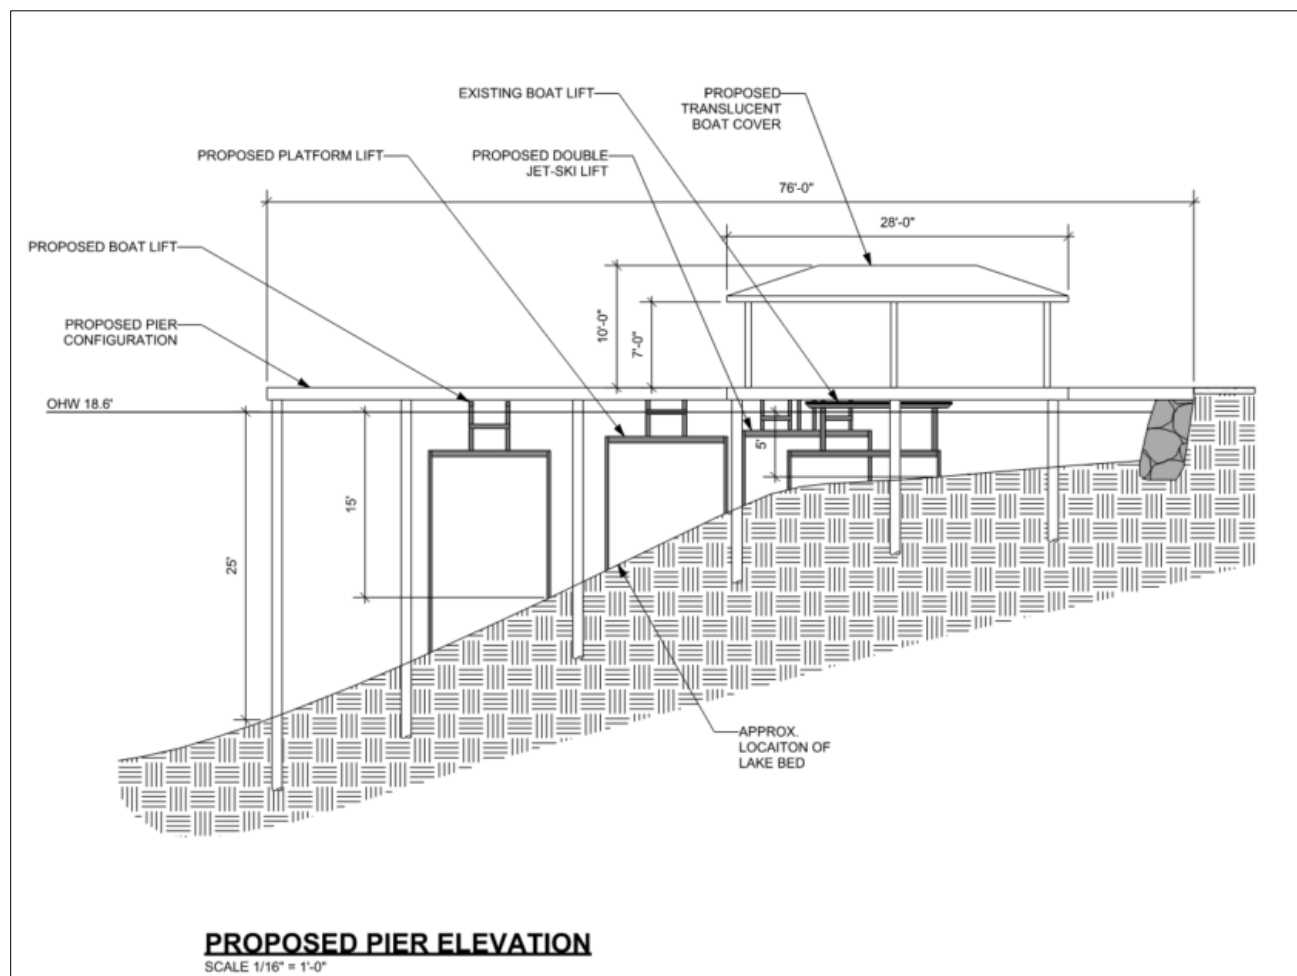 EXISTING BOAT LIFT
PROPOSED
TRANSLUCENT
BOAT COVER
PROPOSED PLATFORM LIFT
PROPOSED DOUBLE
JET-SKI LIFT
76'-0"
28'-0"
PROPOSED BOAT LIFT
10'-0"
7'-0"
PROPOSED PIER
CONFIGURATION
OHW 18.6'
5'
15'
25'
APPROX.
LOCAITON OF
LAKE BED
PROPOSED PIER ELEVATION
SCALE 1/16" = 1'-0"